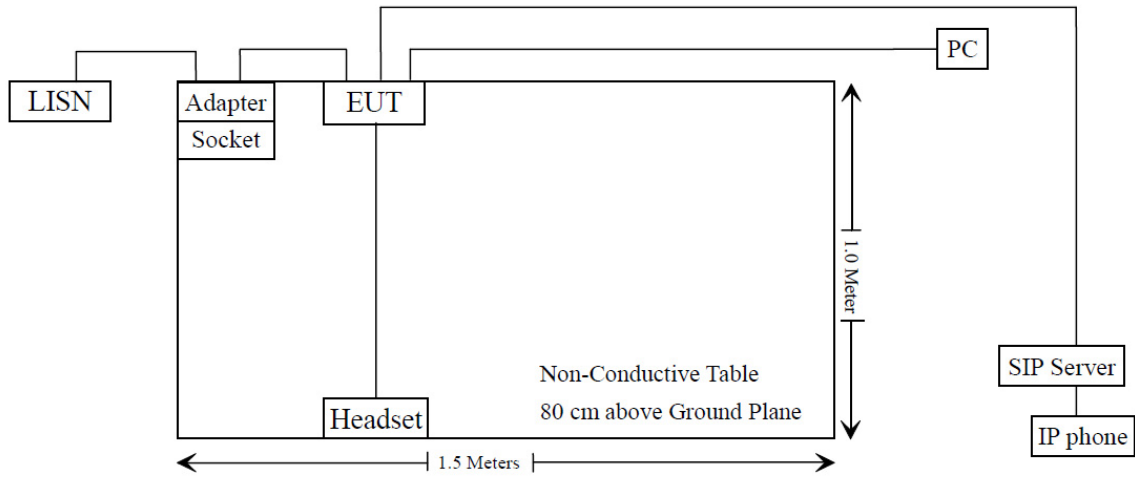 PC
LISN
Adapter
EUT
Socket
1.0 Meter
SIP Server
Non-Conductive Table
80 cm above Ground Plane
Headset
IP phone
1.5 Meters